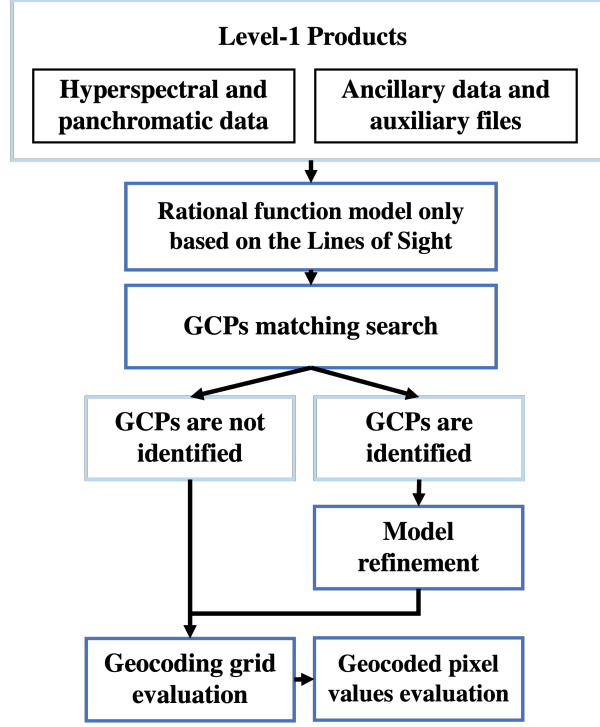 Level-1 Products
Hyperspectral and
panchromatic data
Ancillary data and
auxiliary files
Rational function model only
based on the Lines of Sight
GCPs matching search
GCPs are not
identified
GCPs are
identified
Model
refinement
Geocoding grid
evaluation
Geocoded pixel
values evaluation